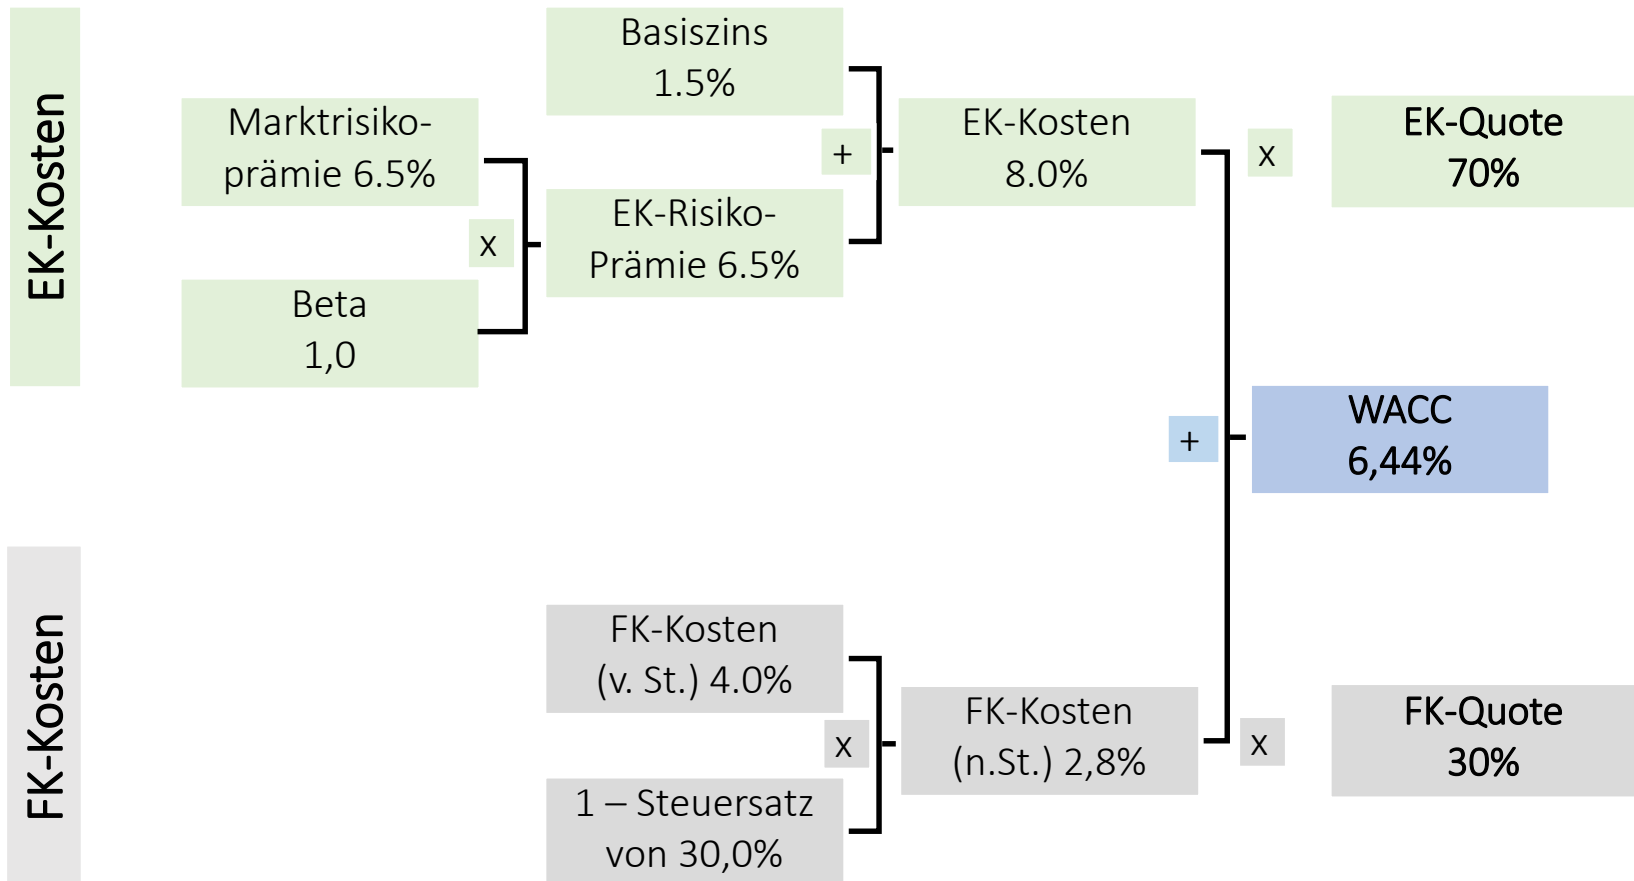 EK-Kosten
Marktrisiko-
prämie 6.5%
x
Beta
1,0
Basiszins
1.5%
+
EK-Risiko-
Prämie 6.5%
EK-Kosten
8.0%
x
EK-Quote
70%
+
WACC
6,44%
FK-Kosten
FK-Kosten
(v. St.) 4.0%
x
1 – Steuersatz
von 30,0%
FK-Kosten
(n.St.) 2,8%
x
FK-Quote
30%